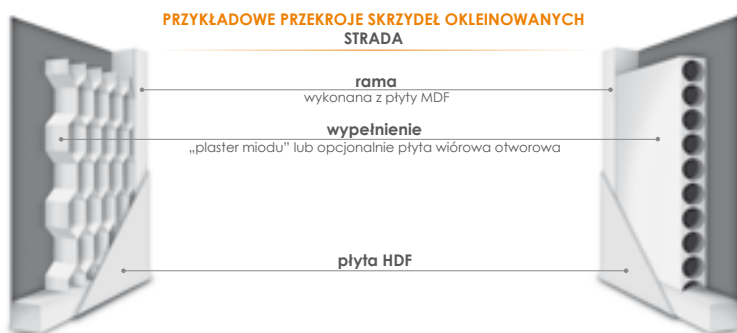 PRZYKŁADOWE PRZEKROJE SKRZYDEŁ OKLEINOWANYCH
STRADA
rama
wykonana z płyty MDF
wypełnienie
„plaster miodu” lub opcjonalnie płyta wiórowa otworowa
płyta HDF